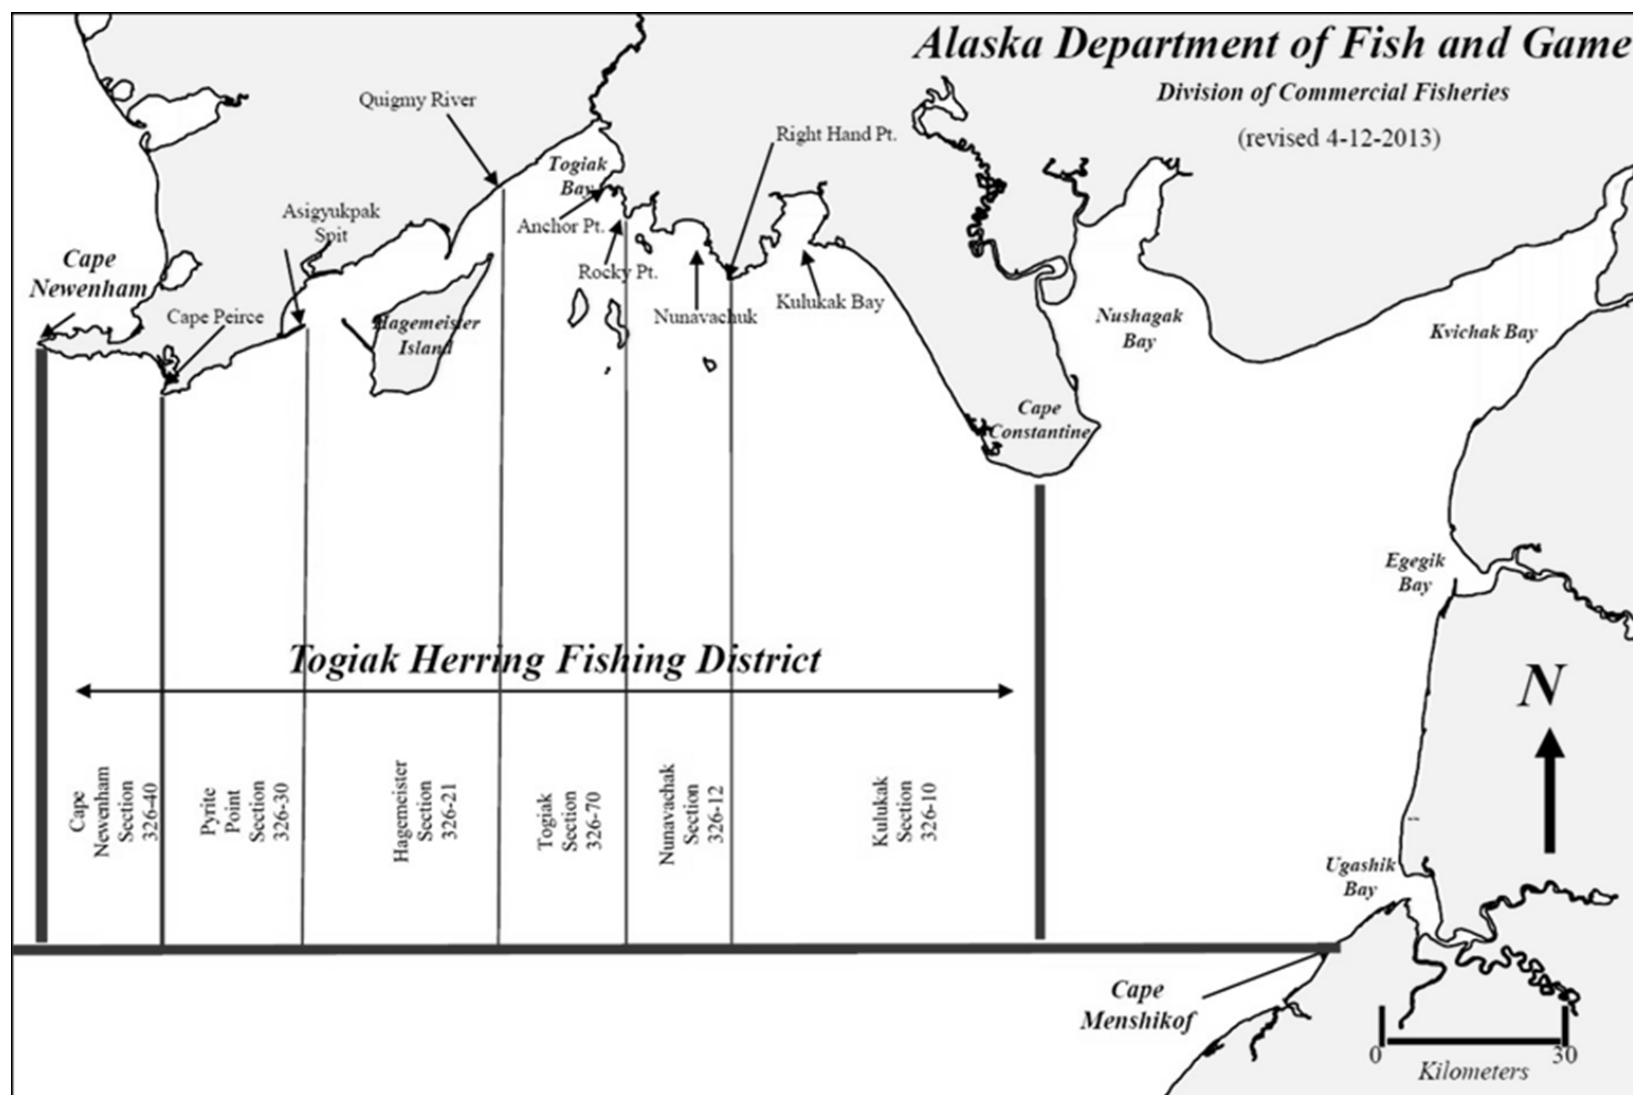 Alaska Department of Fish and Game
Division of Commercial Fisheries
(revised 4-12-2013)
Quigmy River
Right Hand Pt.
Togiak
Bay
Asigyukpak
Spit
Anchor Pt.
Cape
Newenham
Rocky Pt.
Cape Peirce
Nunavachuk
Kulukak Bay
Hagemeister
Island
Nushagak
Bay
Kvichak Bay
Cape
Constantine
Egegik
Bay
Togiak Herring Fishing District
N
Cape
Newenham
Section
326-40
Pyrite
Point
Section
326-30
Hagemeister
Section
326-21
Togiak
Section
326-70
Nunavachak
Section
326-12
Kulukak
Section
326-10
Ugashik
Bay
Cape
Menshikof
0 30
Kilometers